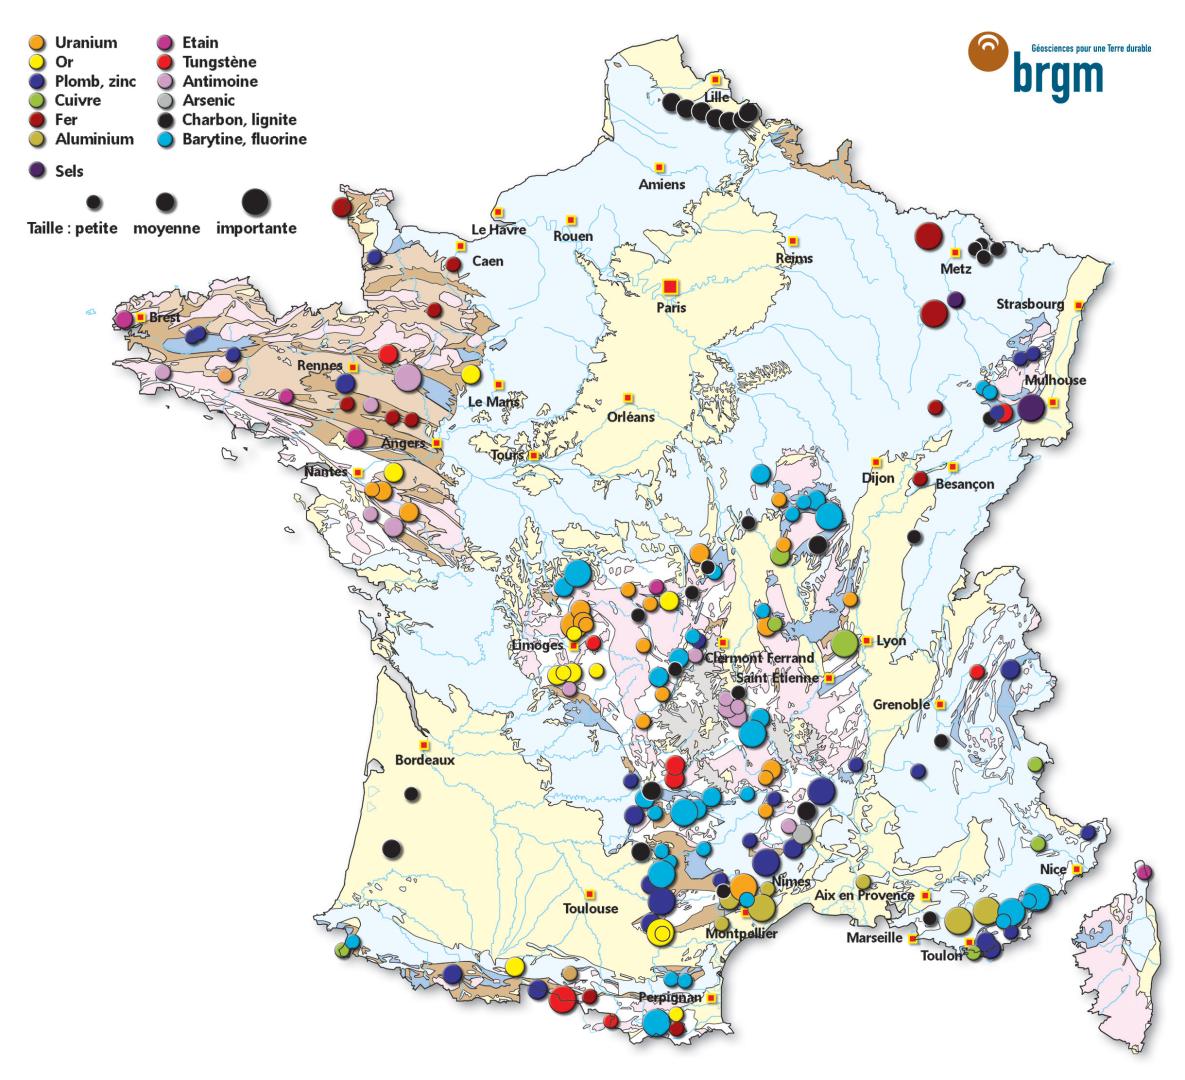 Uranium
Or
Plomb, zinc
Cuivre
Fer
Aluminium
Sels
Etain
Tungstène
Antimoine
Arsenic
Charbon, lignite
Barytine, fluorine
Taille : petite moyenne importante
Géosciences pour une Terre durable
brgm
Lille
Amiens
Le Havre
Rouen
Caen
Reims
Metz
Paris
Strasbourg
Brest
Rennes
Mulhouse
Le Mans
Orléans
Angers
Tours
Nantes
Dijon
Besançon
Limoges
Lyon
Clermont Ferrand
Saint Etienne
Grenoble
Bordeaux
Nice
Nimes
Aix en Provence
Toulouse
Montpellier
Marseille
Toulon
Perpignan